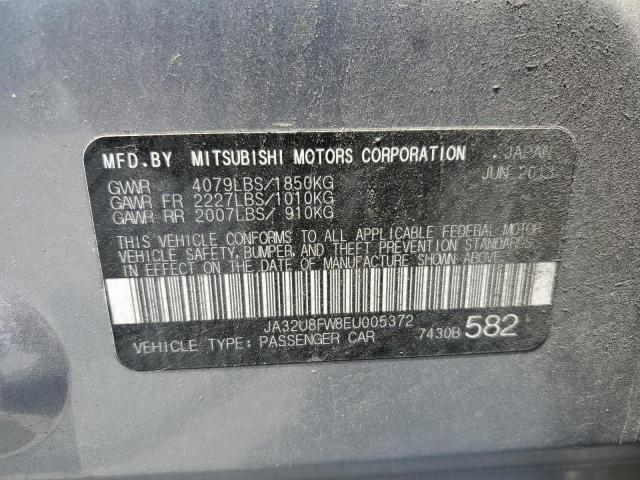 MFD.BY MITSUBISHI MOTORS CORPORATION JAPAN
GVWR 4079LBS/1850KG JUN 2013
GAWR FR 2227LBS/1010KG
GAWR RR 2007LBS/ 910KG
THIS VEHICLE CONFORMS TO ALL APPLICABLE FEDERAL MOTOR
VEHICLE SAFETY, BUMPER, AND THEFT PREVENTION STANDARDS
IN EFFECT ON THE DATE OF MANUFACTURE SHOWN ABOVE.
JA32U8FW8EU005372
VEHICLE TYPE: PASSENGER CAR 7430B 582